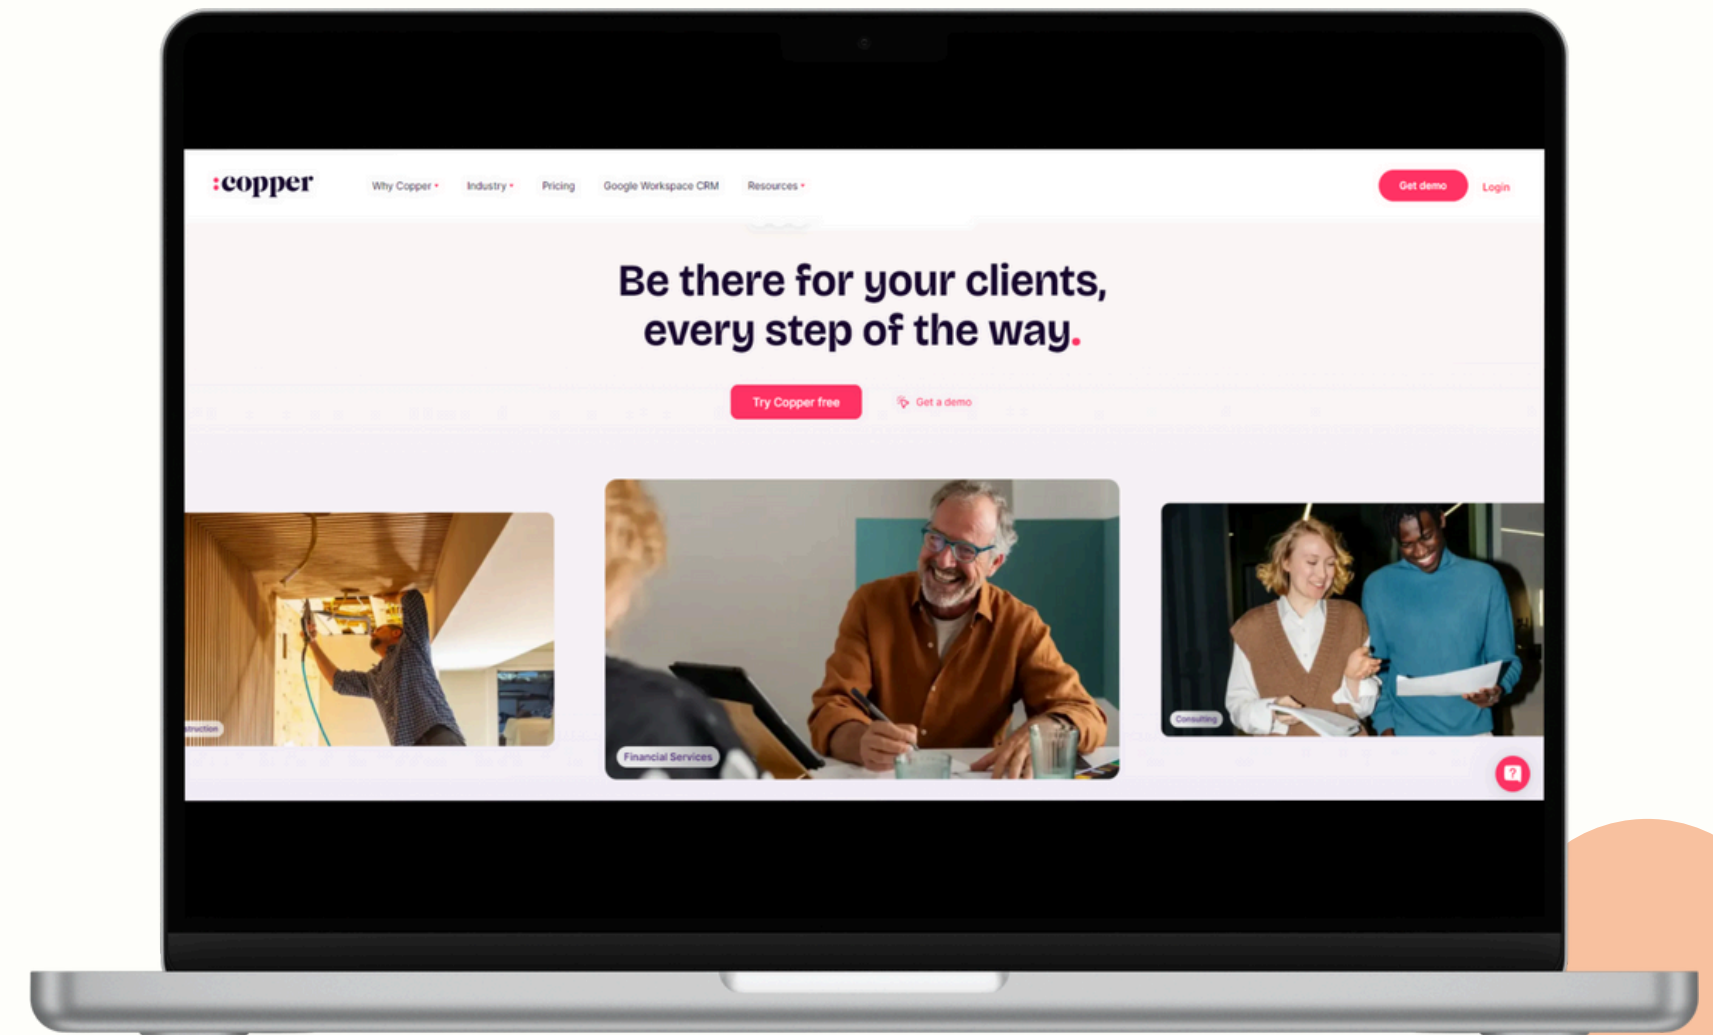 :copper
Why Copper
Industry
Pricing
Google Workspace CRM
Resources
Get demo
Login
Be there for your clients,
every step of the way.
Try Copper free
Get a demo
struction
Financial Services
Consulting
?